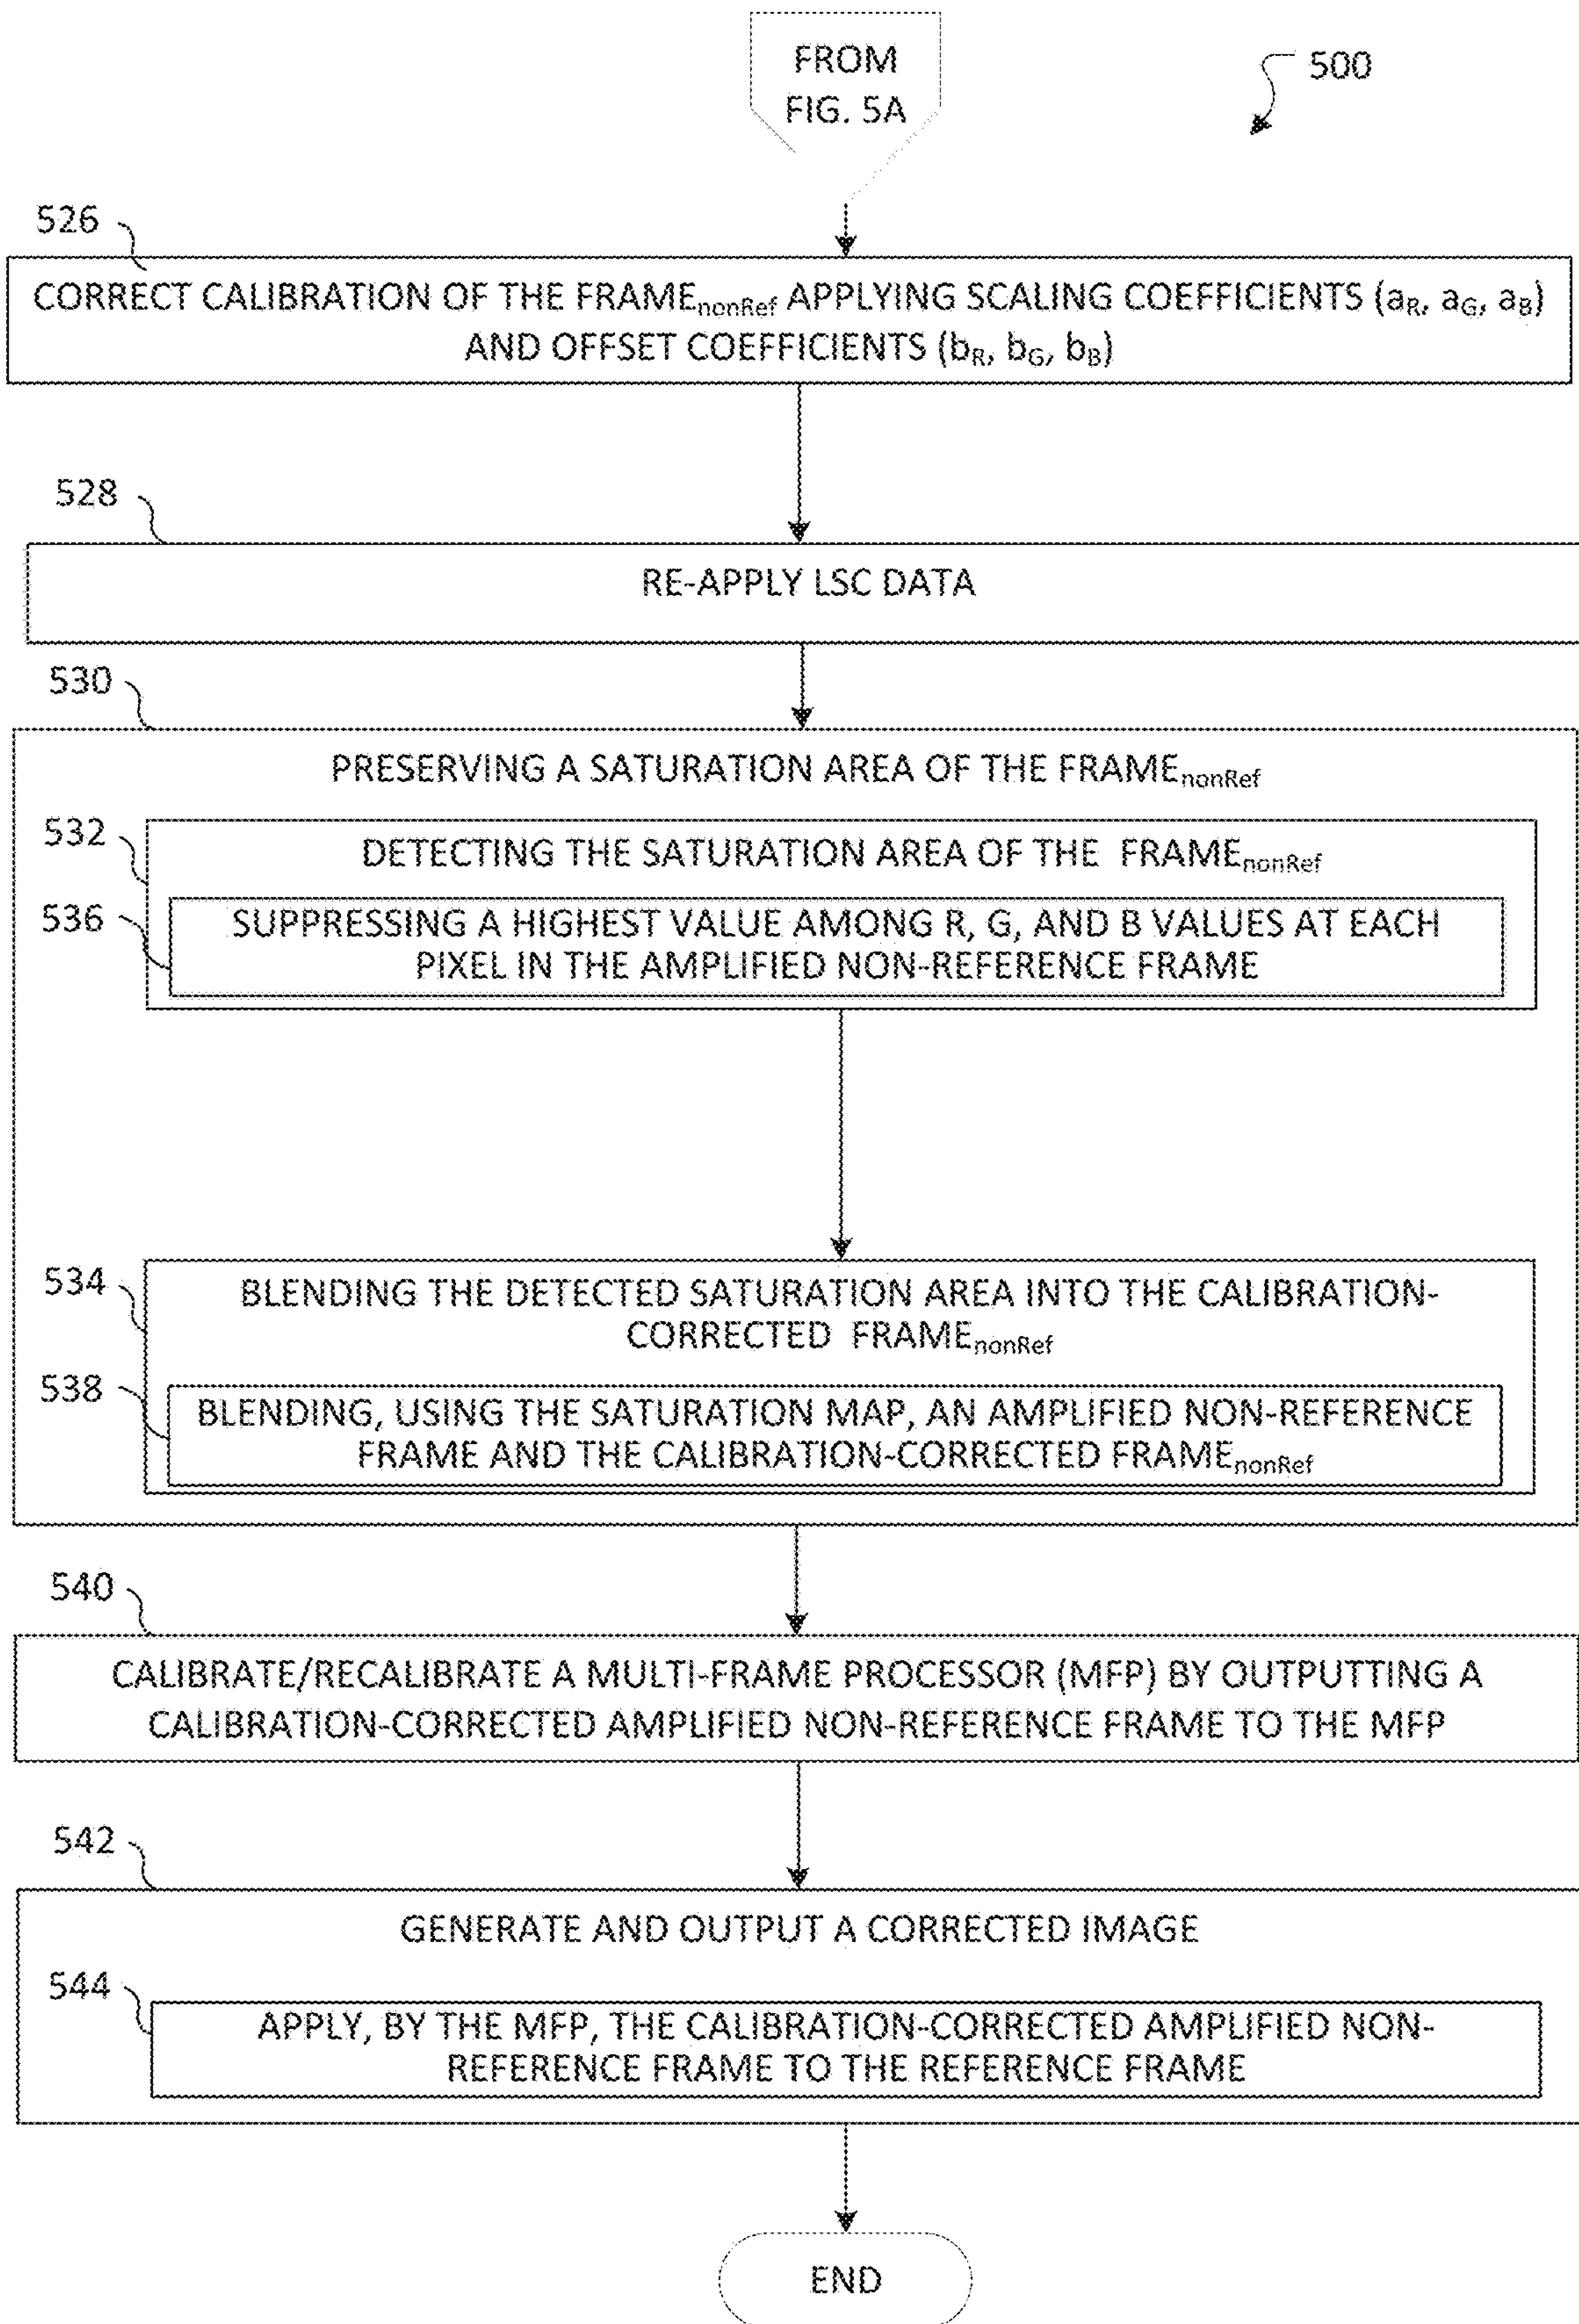 FROM
FIG. 5A
500
526
CORRECT CALIBRATION OF THE FRAMEnonRef APPLYING SCALING COEFFICIENTS (aR, aG, aB)
AND OFFSET COEFFICIENTS (bR, bG, bB)
528
RE-APPLY LSC DATA
530
PRESERVING A SATURATION AREA OF THE FRAMEnonRef
532
DETECTING THE SATURATION AREA OF THE FRAMEnonRef
536
SUPPRESSING A HIGHEST VALUE AMONG R, G, AND B VALUES AT EACH
PIXEL IN THE AMPLIFIED NON-REFERENCE FRAME
534
BLENDING THE DETECTED SATURATION AREA INTO THE CALIBRATION-
CORRECTED FRAMEnonRef
538
BLENDING, USING THE SATURATION MAP, AN AMPLIFIED NON-REFERENCE
FRAME AND THE CALIBRATION-CORRECTED FRAMEnonRef
540
CALIBRATE/RECALIBRATE A MULTI-FRAME PROCESSOR (MFP) BY OUTPUTTING A
CALIBRATION-CORRECTED AMPLIFIED NON-REFERENCE FRAME TO THE MFP
542
GENERATE AND OUTPUT A CORRECTED IMAGE
544
APPLY, BY THE MFP, THE CALIBRATION-CORRECTED AMPLIFIED NON-
REFERENCE FRAME TO THE REFERENCE FRAME
END